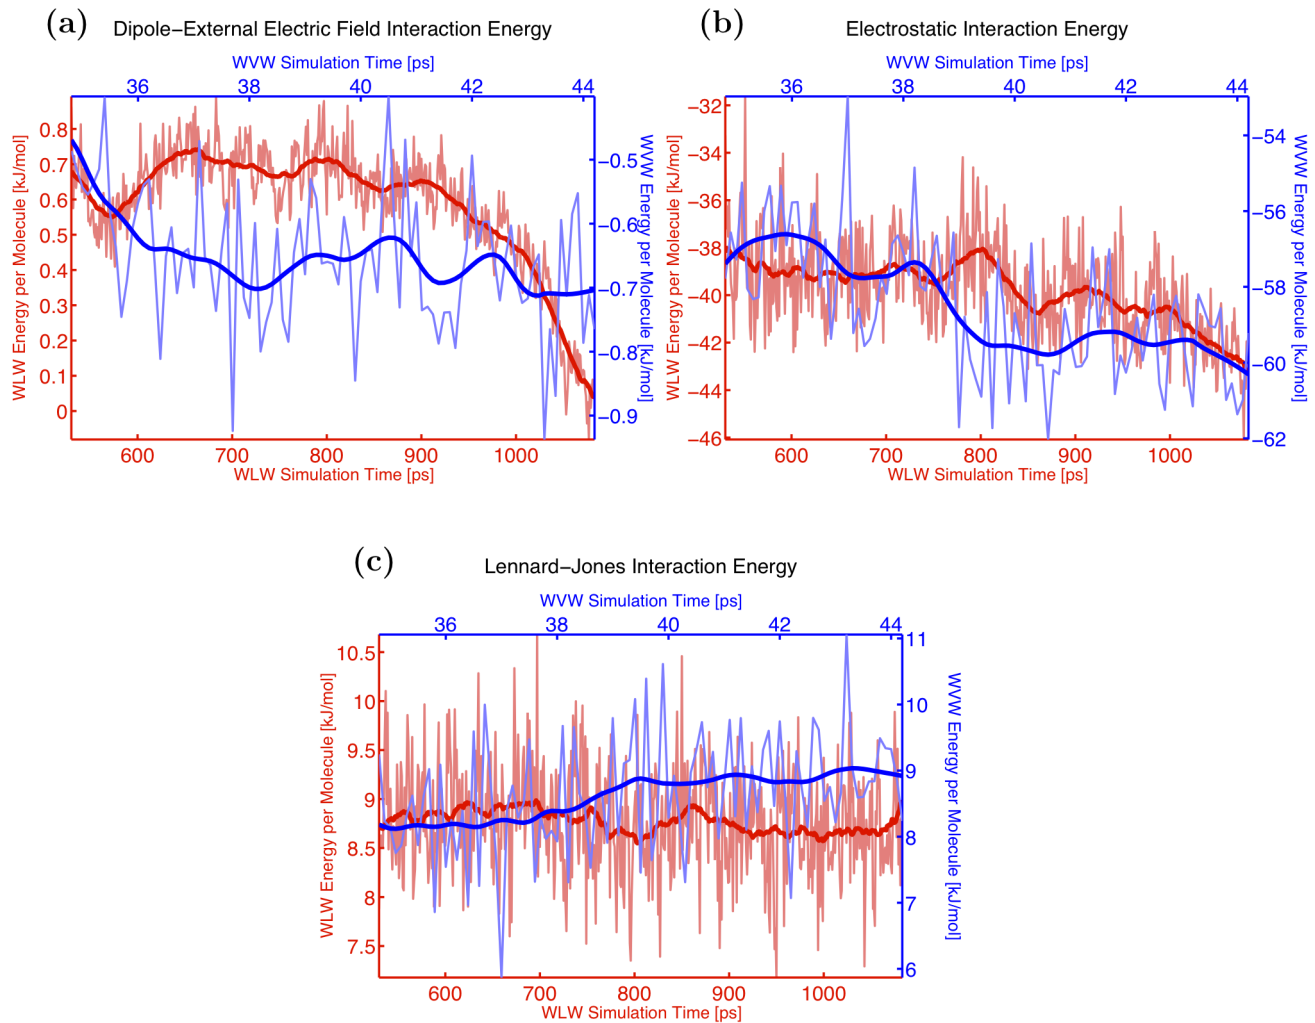 (a)
Dipole−External Electric Field Interaction Energy
WVW Simulation Time [ps]
36 38 40 42 44
WLW Energy per Molecule [kJ/mol]
0.8
0.7
0.6
0.5
0.4
0.3
0.2
0.1
0
−0.5
−0.6
−0.7
−0.8
−0.9
WVW Energy per Molecule [kJ/mol]
600 700 800 900 1000
WLW Simulation Time [ps]
(b)
Electrostatic Interaction Energy
WVW Simulation Time [ps]
36 38 40 42 44
WLW Energy per Molecule [kJ/mol]
−32
−34
−36
−38
−40
−42
−44
−46
−54
−56
−58
−60
−62
WVW Energy per Molecule [kJ/mol]
600 700 800 900 1000
WLW Simulation Time [ps]
(c)
Lennard−Jones Interaction Energy
WVW Simulation Time [ps]
36 38 40 42 44
WLW Energy per Molecule [kJ/mol]
10.5
10
9.5
9
8.5
8
7.5
11
10
9
8
7
6
WVW Energy per Molecule [kJ/mol]
600 700 800 900 1000
WLW Simulation Time [ps]